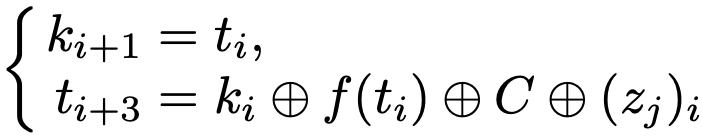 k_{i+1} = t_i,
t_{i+3} = k_i ⊕ f(t_i) ⊕ C ⊕ (z_j)_i